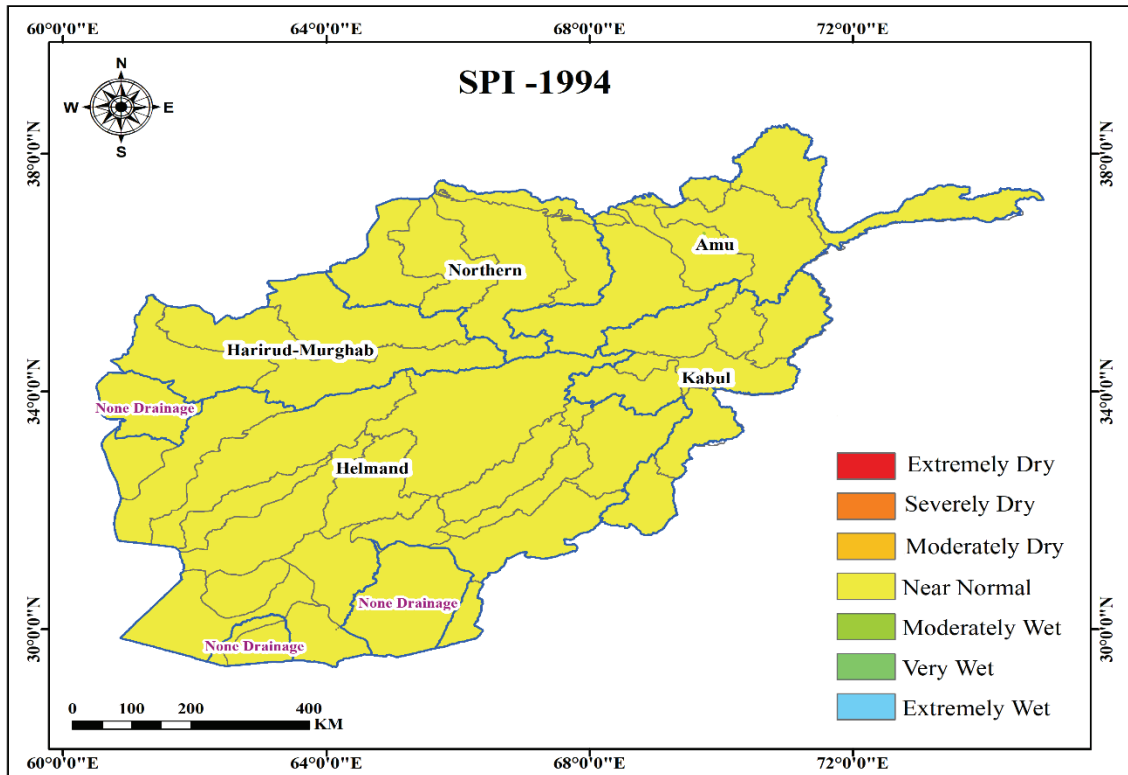 60°0'0"E 64°0'0"E 68°0'0"E 72°0'0"E
SPI -1994
N
W E
S
38°0'0"N 38°0'0"N
Amu
Northern
Harirud-Murghab
Kabul
34°0'0"N 34°0'0"N
None Drainage
Helmand
Extremely Dry
Severely Dry
Moderately Dry
Near Normal
None Drainage
Moderately Wet
30°0'0"N 30°0'0"N
None Drainage
Very Wet
Extremely Wet
0 100 200 400
KM
60°0'0"E 64°0'0"E 68°0'0"E 72°0'0"E